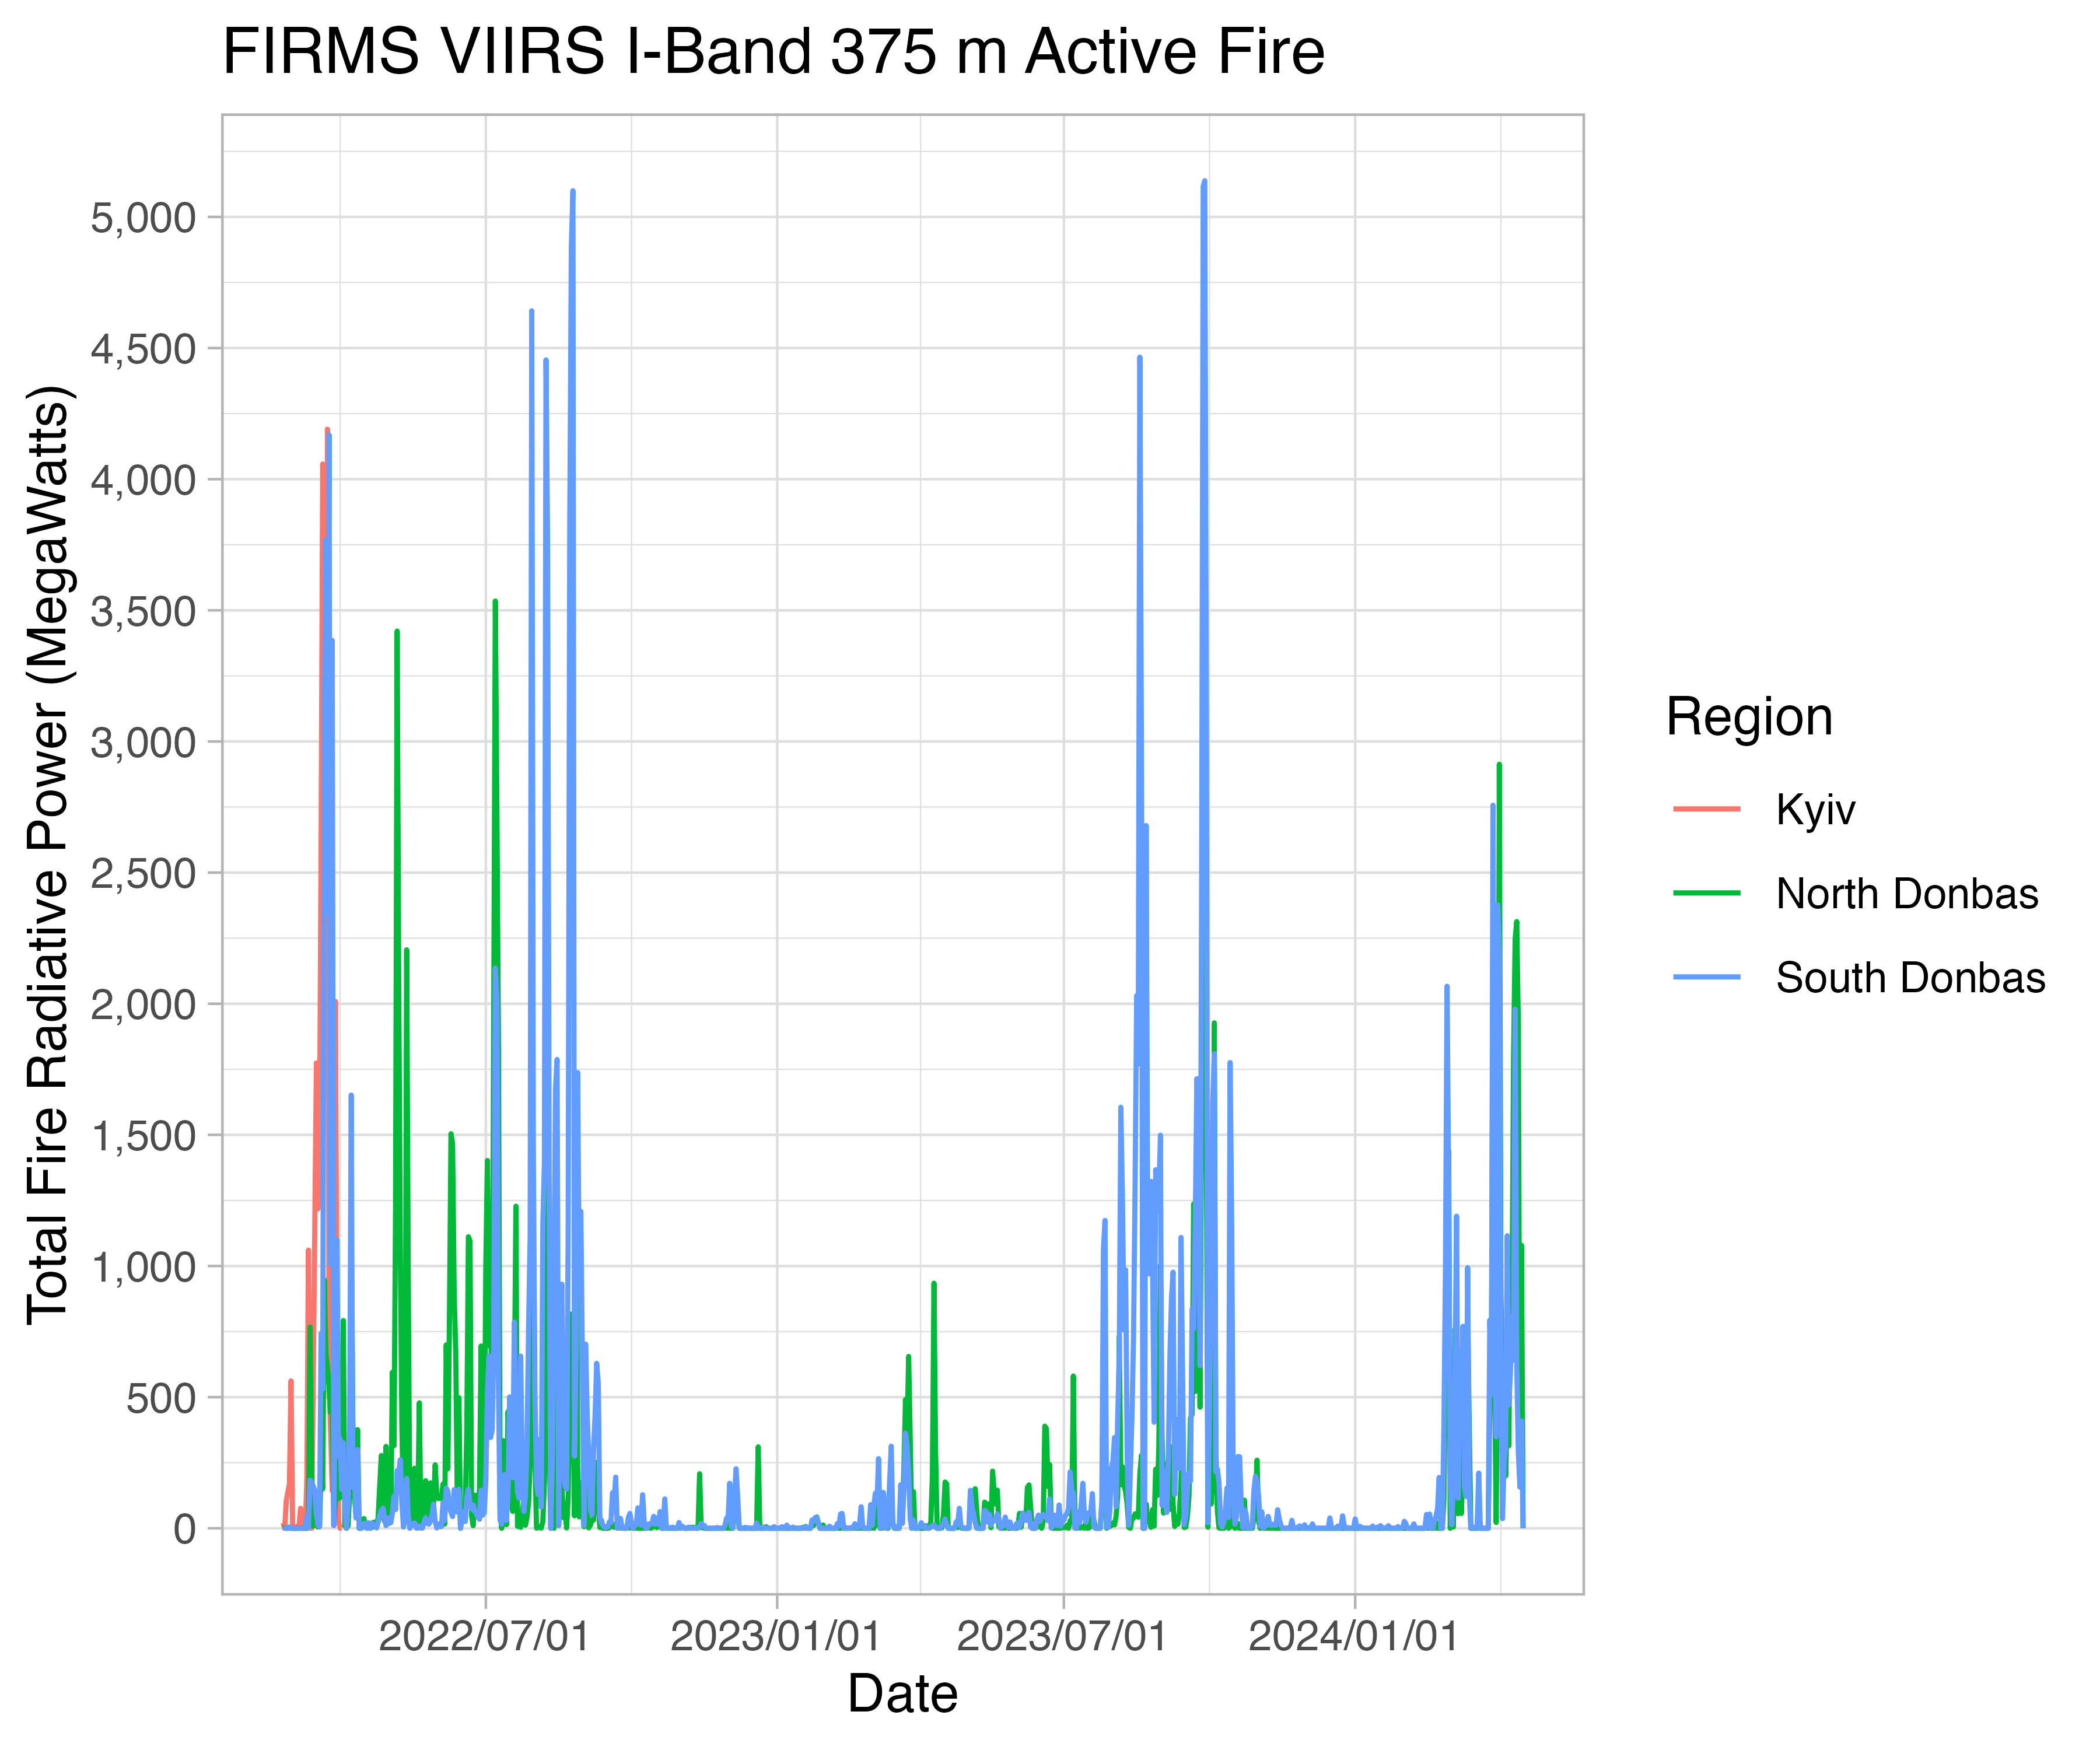 FIRMS VIIRS I-Band 375 m Active Fire
Total Fire Radiative Power (MegaWatts)
5,000
4,500
4,000
3,500
3,000
2,500
2,000
1,500
1,000
500
0
2022/07/01
2023/01/01
2023/07/01
2024/01/01
Date
Region
Kyiv
North Donbas
South Donbas